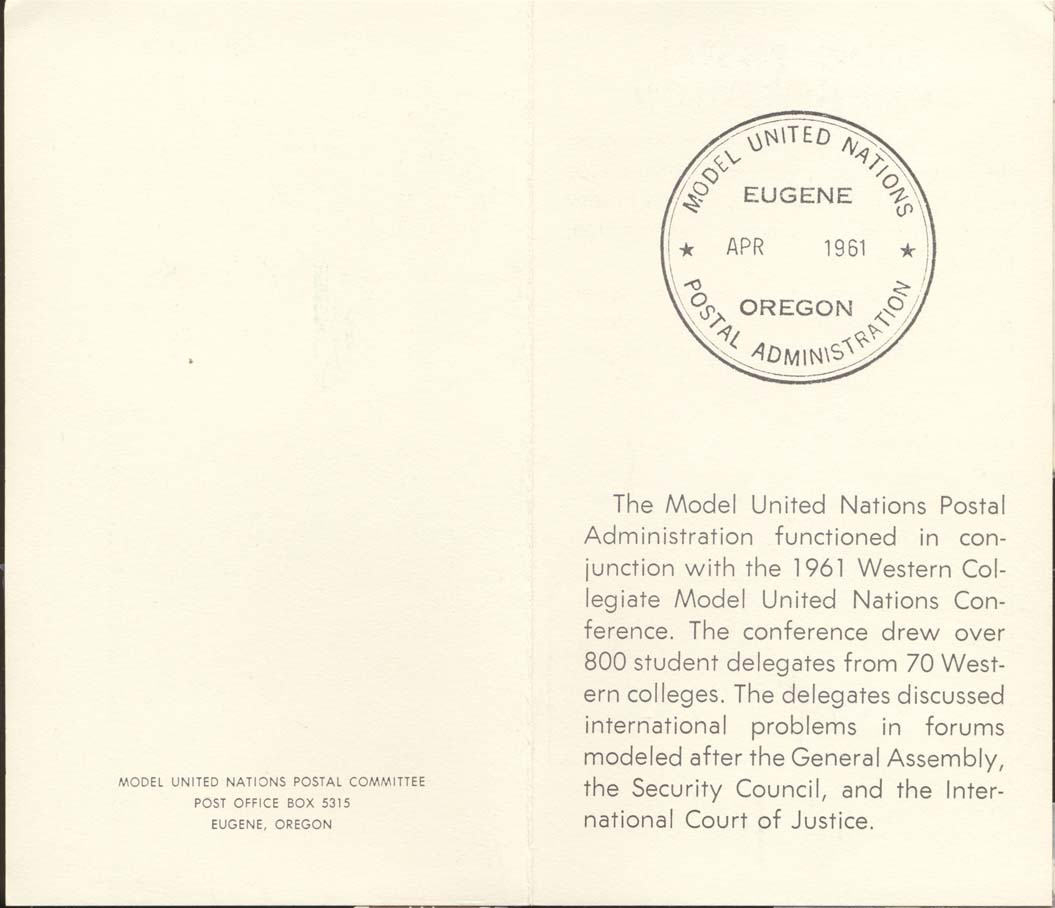 MODEL UNITED NATIONS
EUGENE
★ APR 1961 ★
OREGON
POSTAL ADMINISTRATION
The Model United Nations Postal
Administration functioned in con-
junction with the 1961 Western Col-
legiate Model United Nations Con-
ference. The conference drew over
800 student delegates from 70 West-
ern colleges. The delegates discussed
international problems in forums
modeled after the General Assembly,
the Security Council, and the Inter-
national Court of Justice.
MODEL UNITED NATIONS POSTAL COMMITTEE
POST OFFICE BOX 5315
EUGENE, OREGON